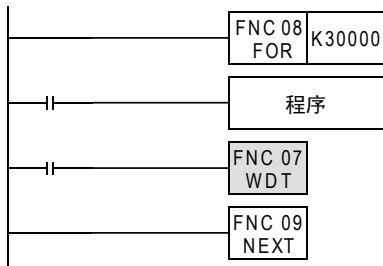 FNC 08
FOR
K30000
程序
FNC 07
WDT
FNC 09
NEXT